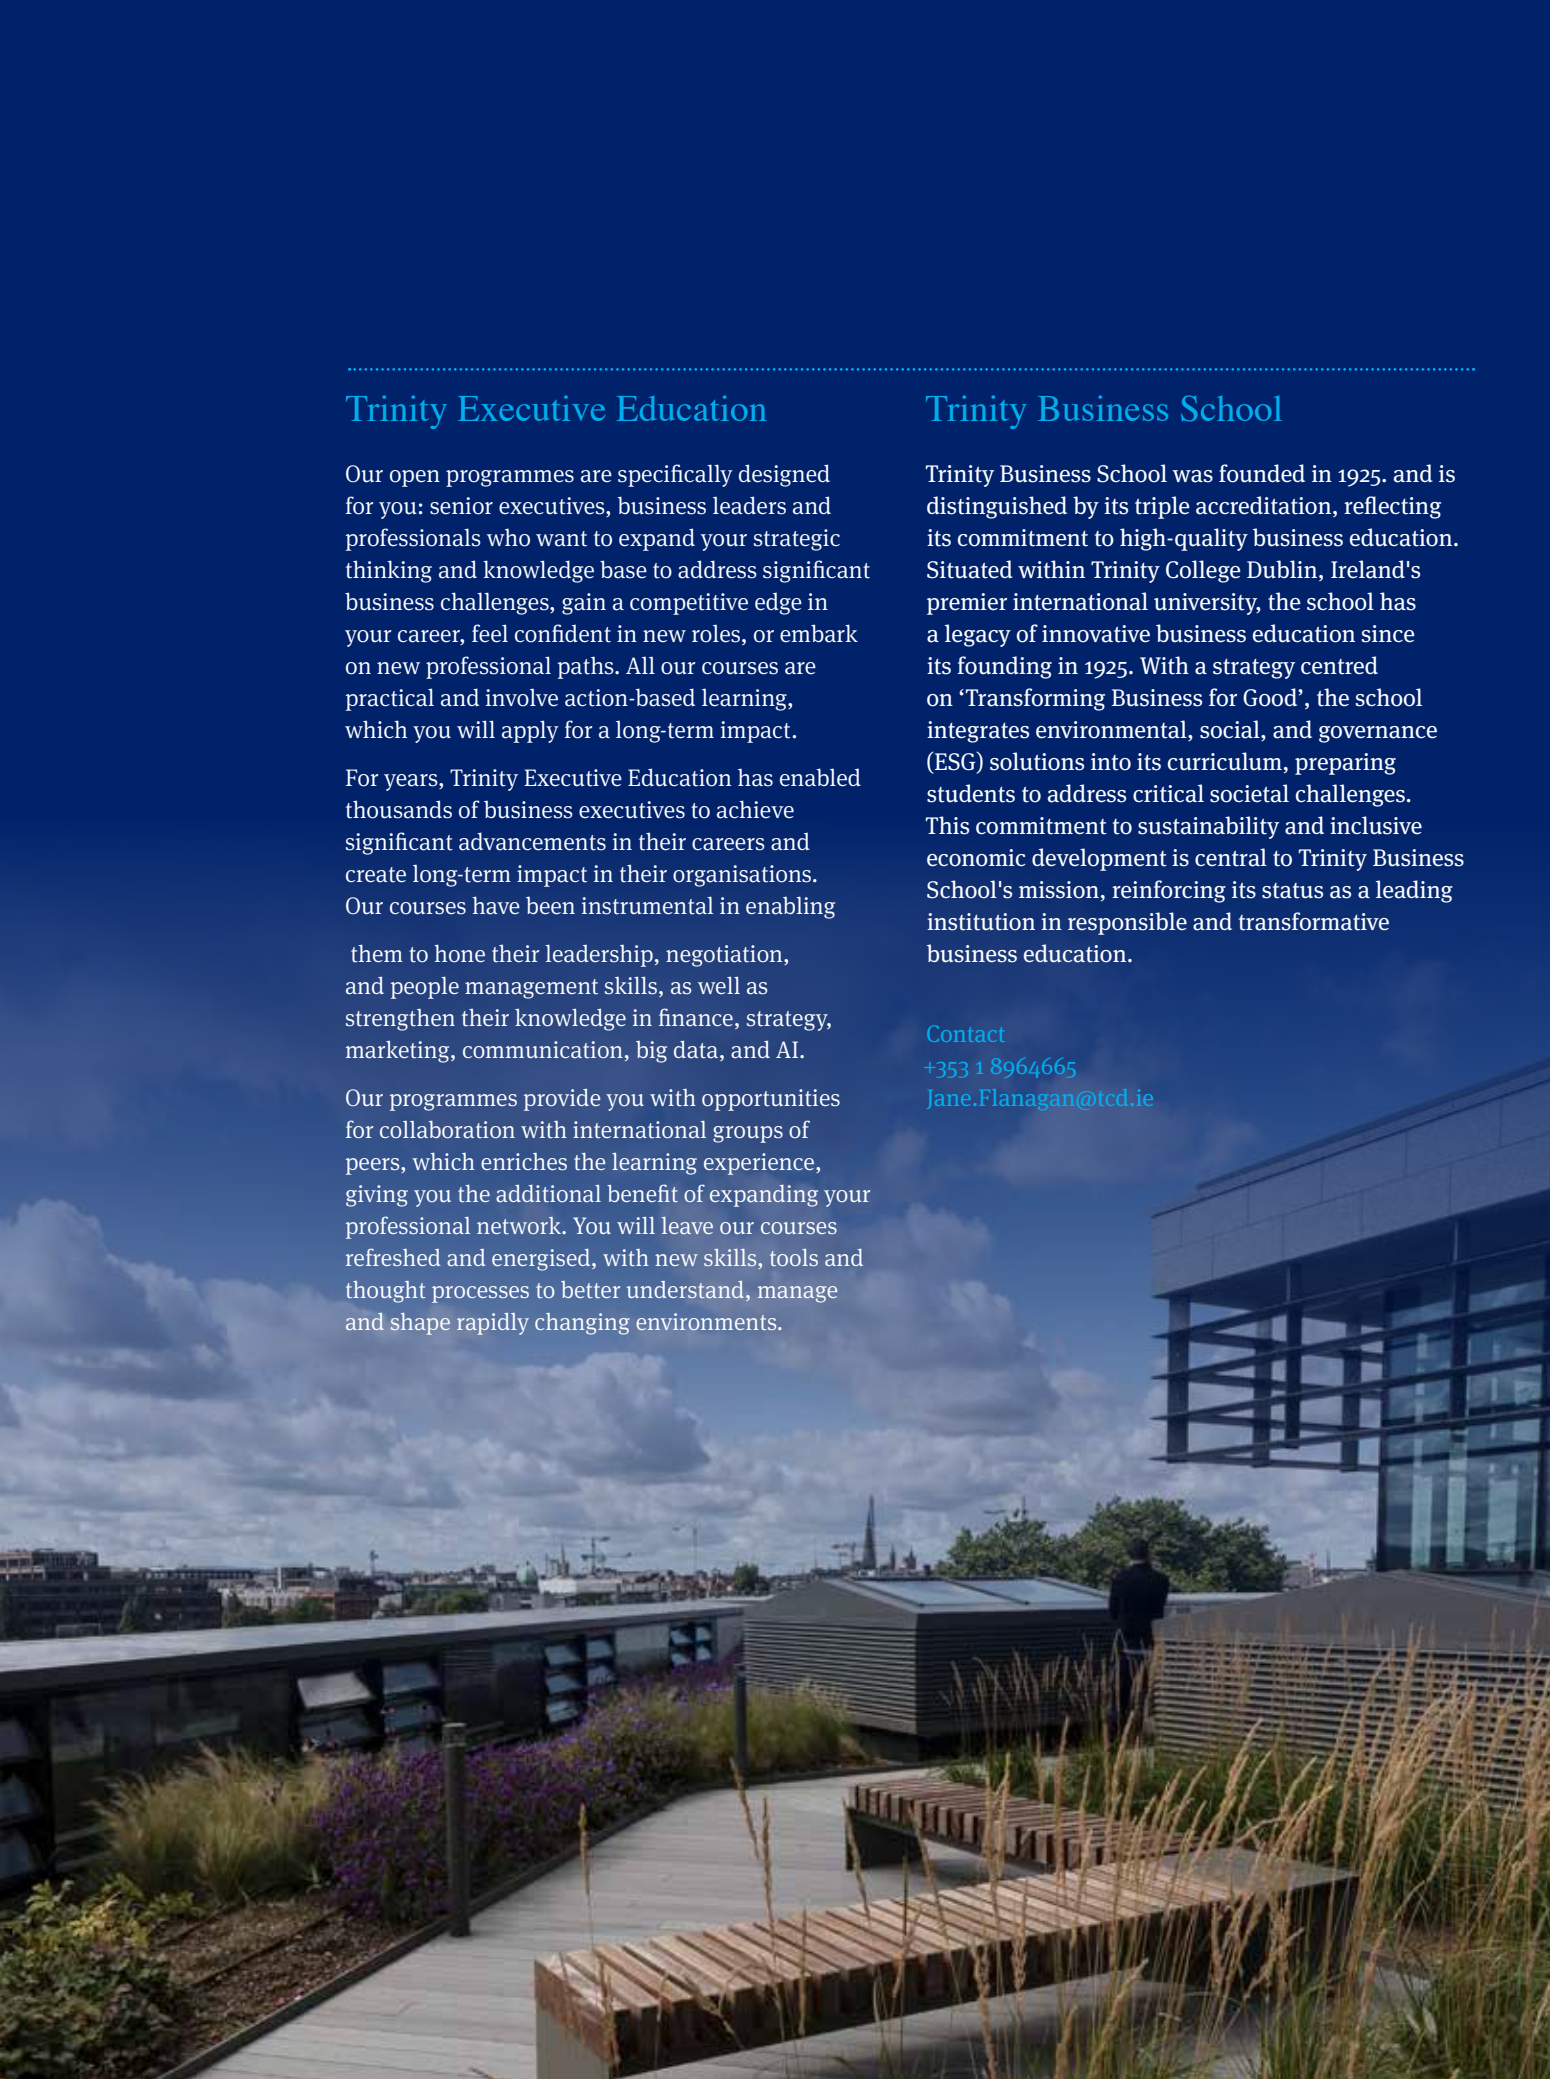 Trinity Executive Education
Our open programmes are specifically designed
for you: senior executives, business leaders and
professionals who want to expand your strategic
thinking and knowledge base to address significant
business challenges, gain a competitive edge in
your career, feel confident in new roles, or embark
on new professional paths. All our courses are
practical and involve action-based learning,
which you will apply for a long-term impact.
For years, Trinity Executive Education has enabled
thousands of business executives to achieve
significant advancements in their careers and
create long-term impact in their organisations.
Our courses have been instrumental in enabling
them to hone their leadership, negotiation,
and people management skills, as well as
strengthen their knowledge in finance, strategy,
marketing, communication, big data, and AI.
Our programmes provide you with opportunities
for collaboration with international groups of
peers, which enriches the learning experience,
giving you the additional benefit of expanding your
professional network. You will leave our courses
refreshed and energised, with new skills, tools and
thought processes to better understand, manage
and shape rapidly changing environments.
Trinity Business School
Trinity Business School was founded in 1925. and is
distinguished by its triple accreditation, reflecting
its commitment to high-quality business education.
Situated within Trinity College Dublin, Ireland's
premier international university, the school has
a legacy of innovative business education since
its founding in 1925. With a strategy centred
on ‘Transforming Business for Good’, the school
integrates environmental, social, and governance
(ESG) solutions into its curriculum, preparing
students to address critical societal challenges.
This commitment to sustainability and inclusive
economic development is central to Trinity Business
School's mission, reinforcing its status as a leading
institution in responsible and transformative
business education.
Contact
+353 1 8964665
Jane.Flanagan@tcd.ie